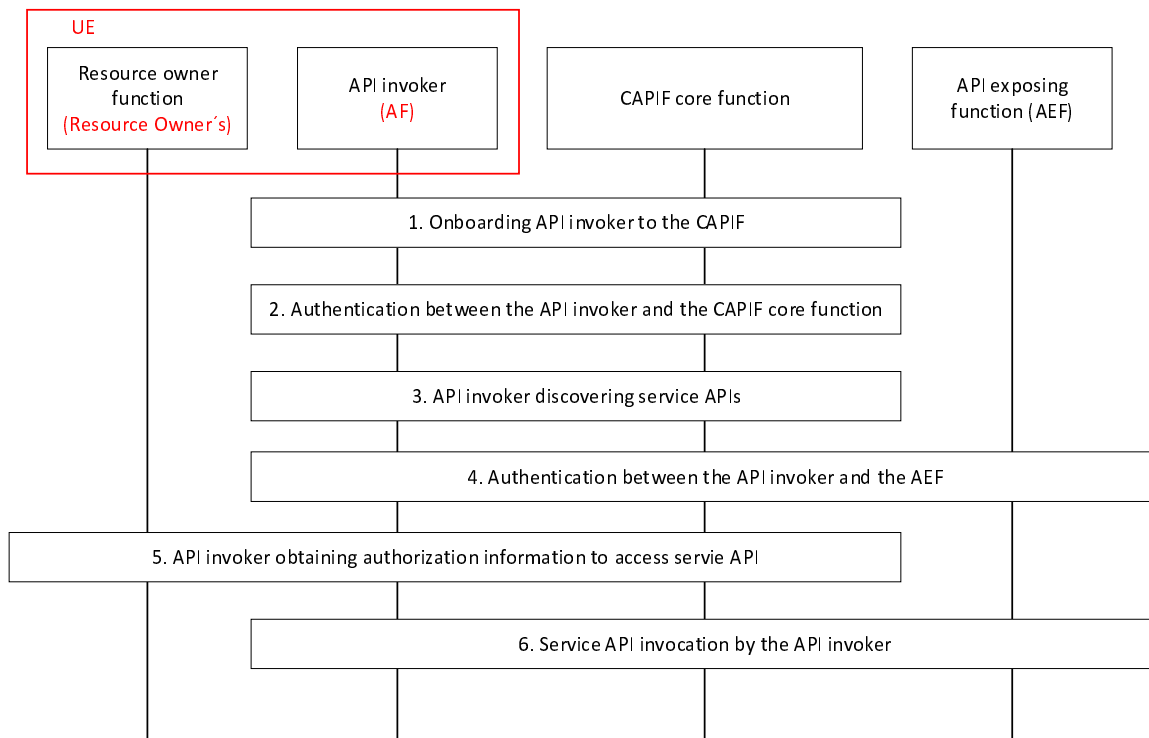 UE
Resource owner
function
(Resource Owner´s)
API invoker
(AF)
CAPIF core function
API exposing
function (AEF)
1. Onboarding API invoker to the CAPIF
2. Authentication between the API invoker and the CAPIF core function
3. API invoker discovering service APIs
4. Authentication between the API invoker and the AEF
5. API invoker obtaining authorization information to access servie API
6. Service API invocation by the API invoker